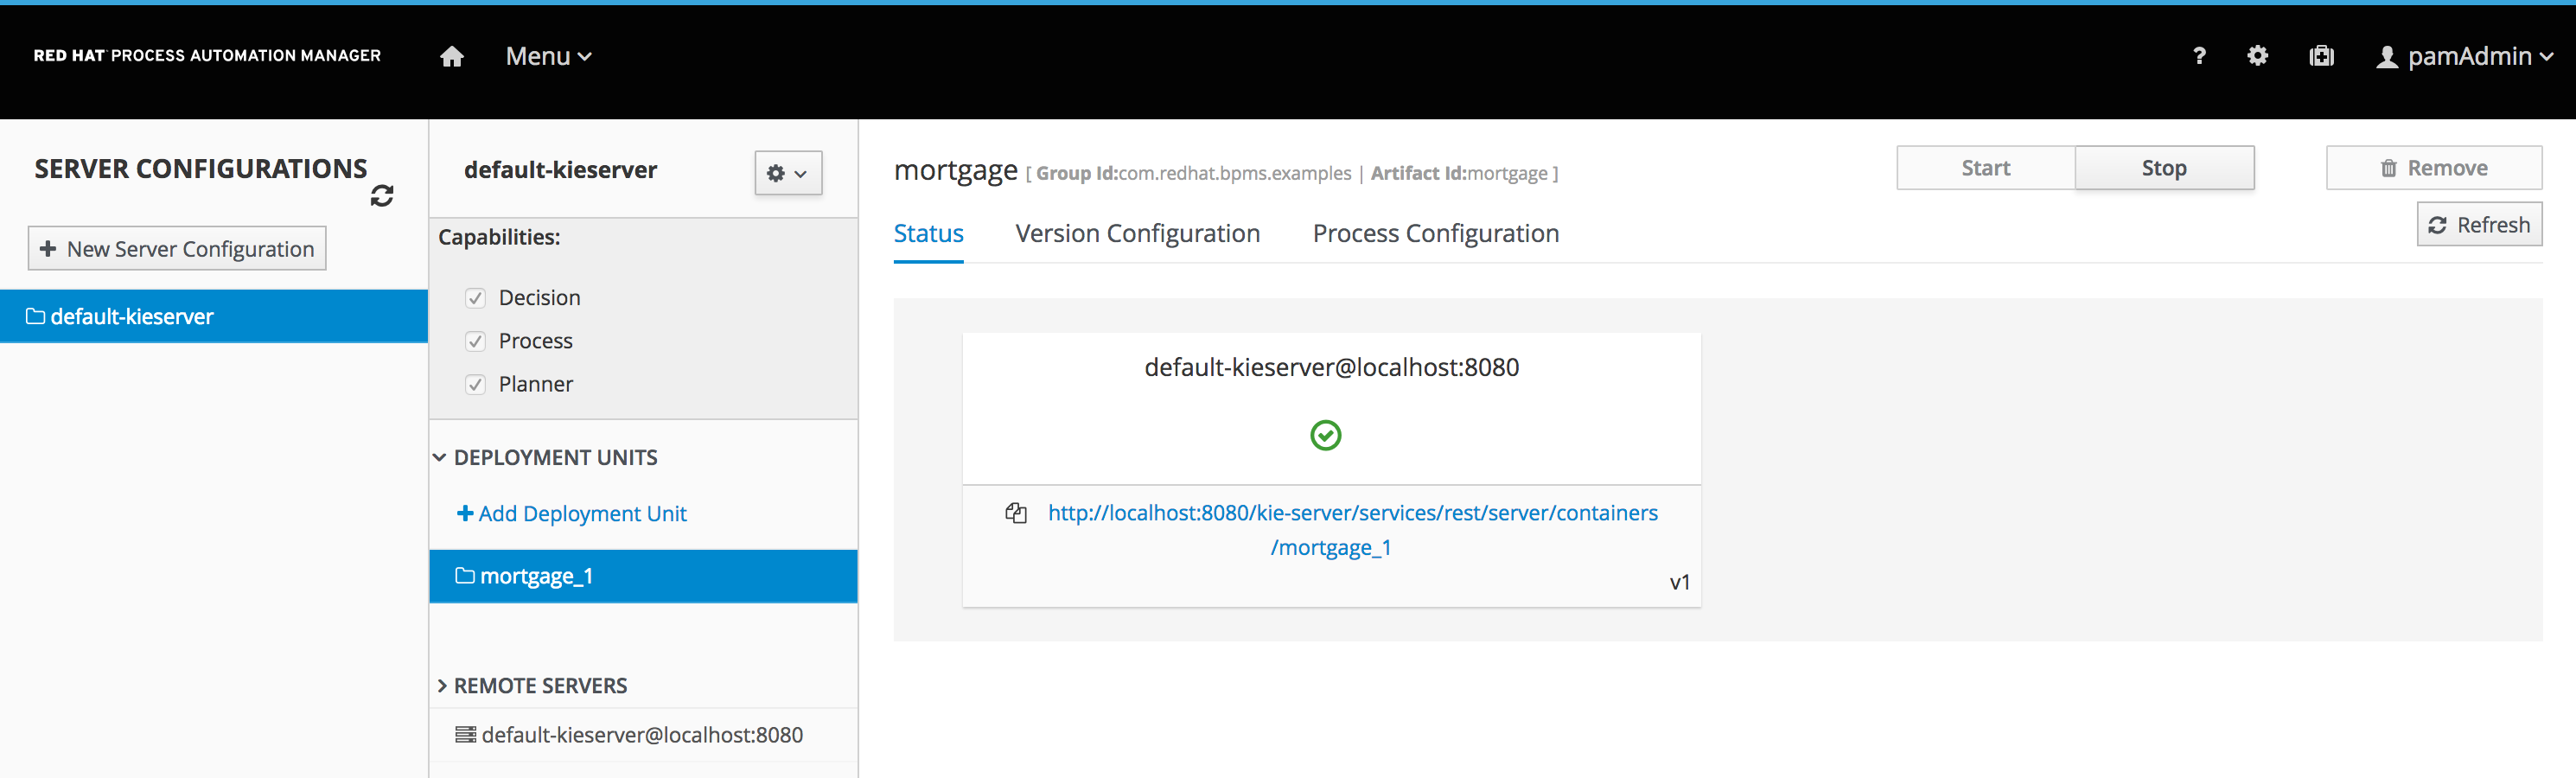 RED HAT PROCESS AUTOMATION MANAGER
Menu
?
pamAdmin
SERVER CONFIGURATIONS
+ New Server Configuration
default-kieserver
default-kieserver
Capabilities:
Decision
Process
Planner
DEPLOYMENT UNITS
+ Add Deployment Unit
mortgage_1
REMOTE SERVERS
default-kieserver@localhost:8080
mortgage [ Group Id:com.redhat.bpms.examples | Artifact Id:mortgage ]
Start
Stop
Remove
Status
Version Configuration
Process Configuration
Refresh
default-kieserver@localhost:8080
http://localhost:8080/kie-server/services/rest/server/containers
/mortgage_1
v1